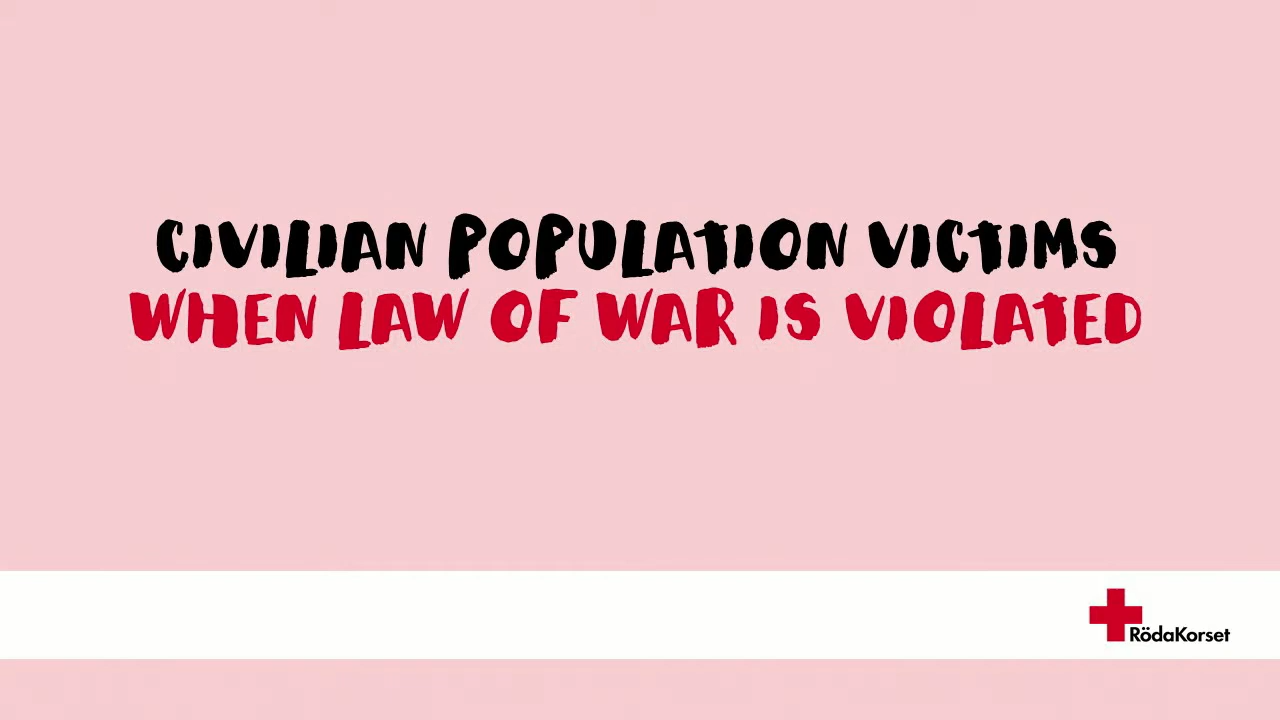 CIVILIAN POPULATION VICTIMS
WHEN LAW OF WAR IS VIOLATED
RödaKorset